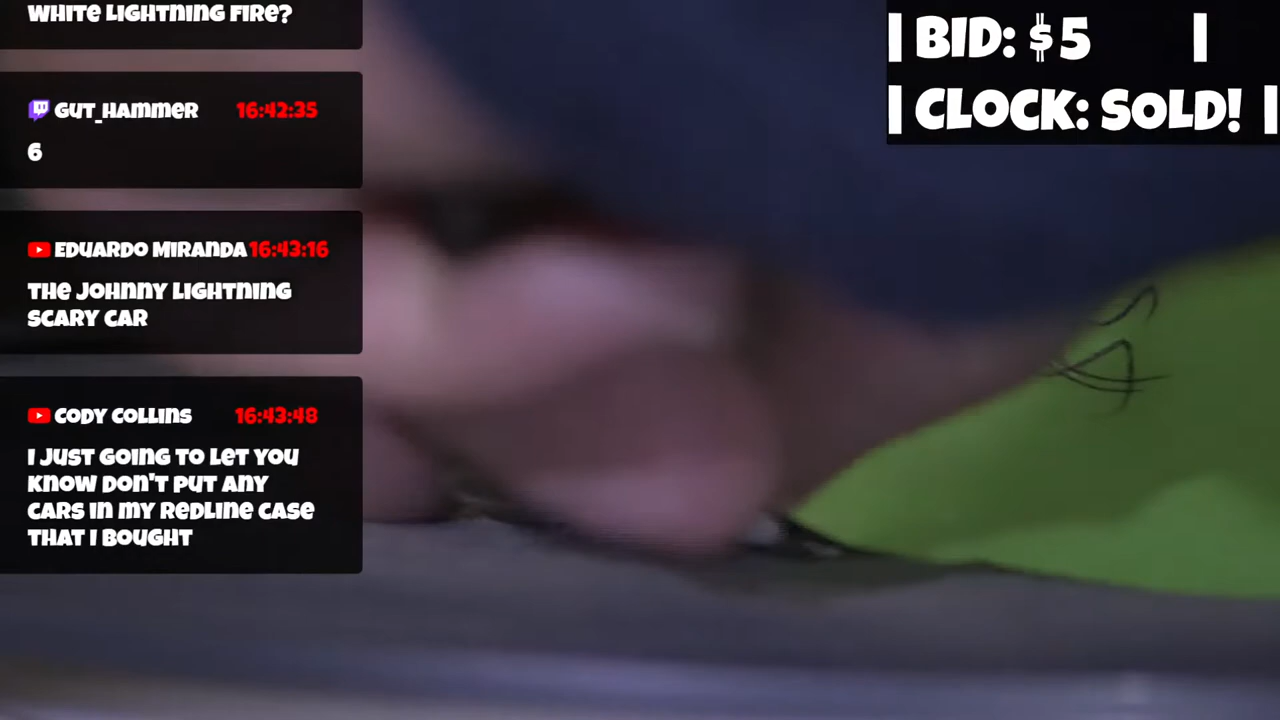 WHITE LIGHTNING FIRE?
GUT_HAMMER 16:42:35
6
EDUARDO MIRANDA 16:43:16
THE JOHNNY LIGHTNING
SCARY CAR
CODY COLLINS 16:43:48
I JUST GOING TO LET YOU
KNOW DON'T PUT ANY
CARS IN MY REDLINE CASE
THAT I BOUGHT
| BID: $5 |
| CLOCK: SOLD! |